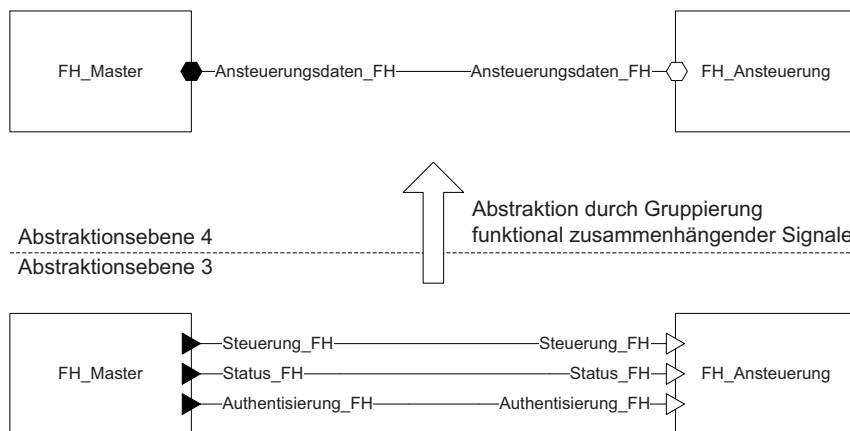 FH_Master
Ansteuerungsdaten_FH
Ansteuerungsdaten_FH
FH_Ansteuerung
Abstraktion durch Gruppierung
funktional zusammenhängender Signale
Abstraktionsebene 4
Abstraktionsebene 3
FH_Master
Steuerung_FH
Steuerung_FH
Status_FH
Status_FH
Authentisierung_FH
Authentisierung_FH
FH_Ansteuerung